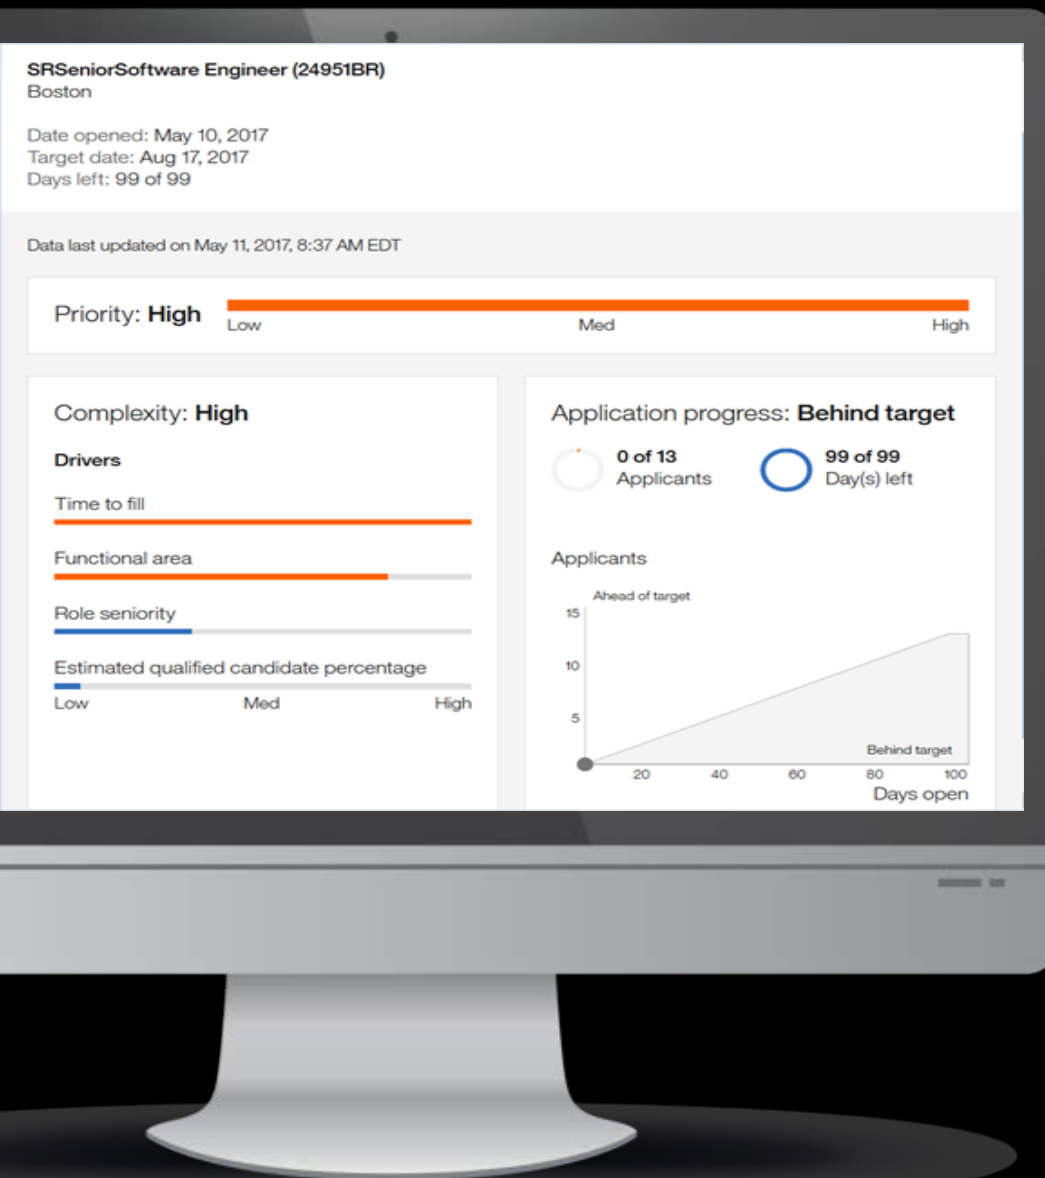 SRSeniorSoftware Engineer (24951BR)
Boston
Date opened: May 10, 2017
Target date: Aug 17, 2017
Days left: 99 of 99
Data last updated on May 11, 2017, 8:37 AM EDT
Priority: High
Low Med High
Complexity: High
Drivers
Time to fill
Functional area
Role seniority
Estimated qualified candidate percentage
Low Med High
Application progress: Behind target
0 of 13
Applicants
99 of 99
Day(s) left
Applicants
Ahead of target
15
10
5
Behind target
20 40 60 80 100
Days open